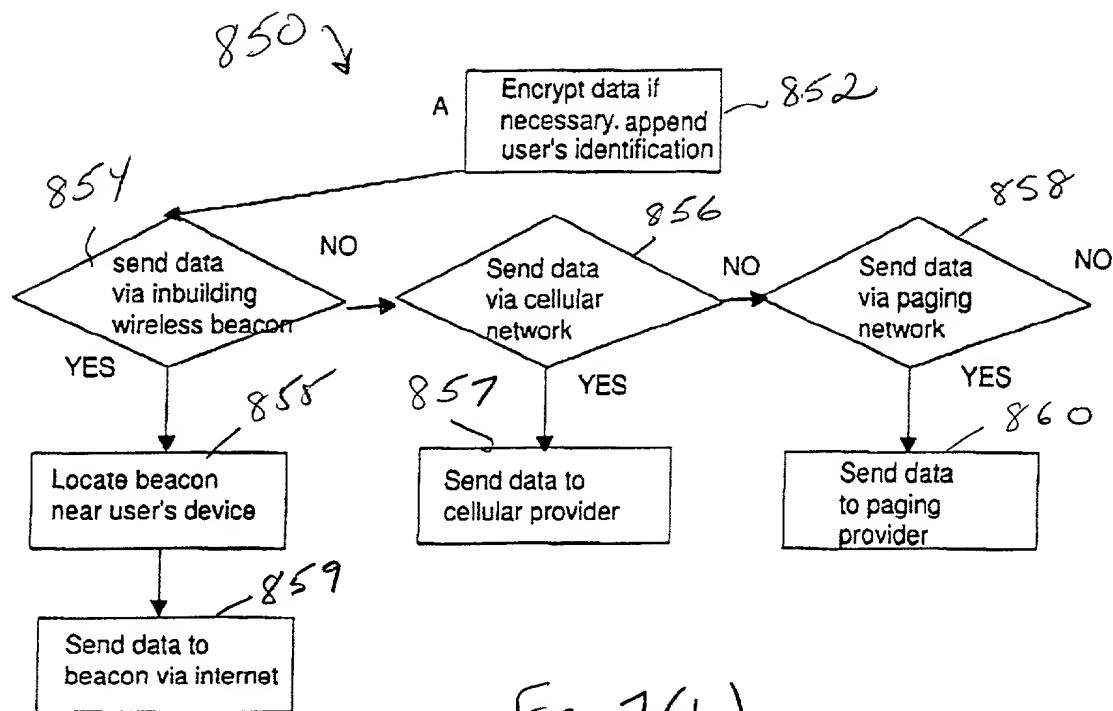 850
A
Encrypt data if
necessary. append
user's identification
852
854
send data
via inbuilding
wireless beacon
NO
856
Send data
via cellular
network
NO
858
Send data
via paging
network
NO
YES
855
Locate beacon
near user's device
857
YES
Send data to
cellular provider
YES
860
Send data
to paging
provider
859
Send data to
beacon via internet